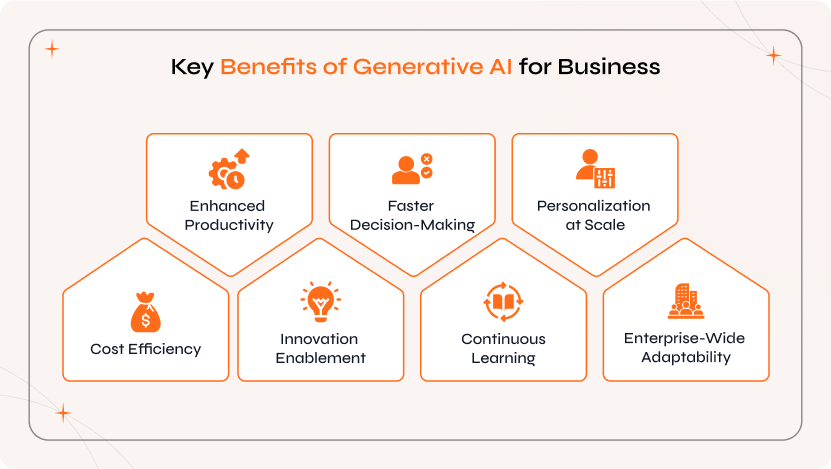 Key Benefits of Generative AI for Business
Enhanced
Productivity
Faster
Decision-Making
Personalization
at Scale
$
Cost Efficiency
Innovation
Enablement
Continuous
Learning
Enterprise-Wide
Adaptability